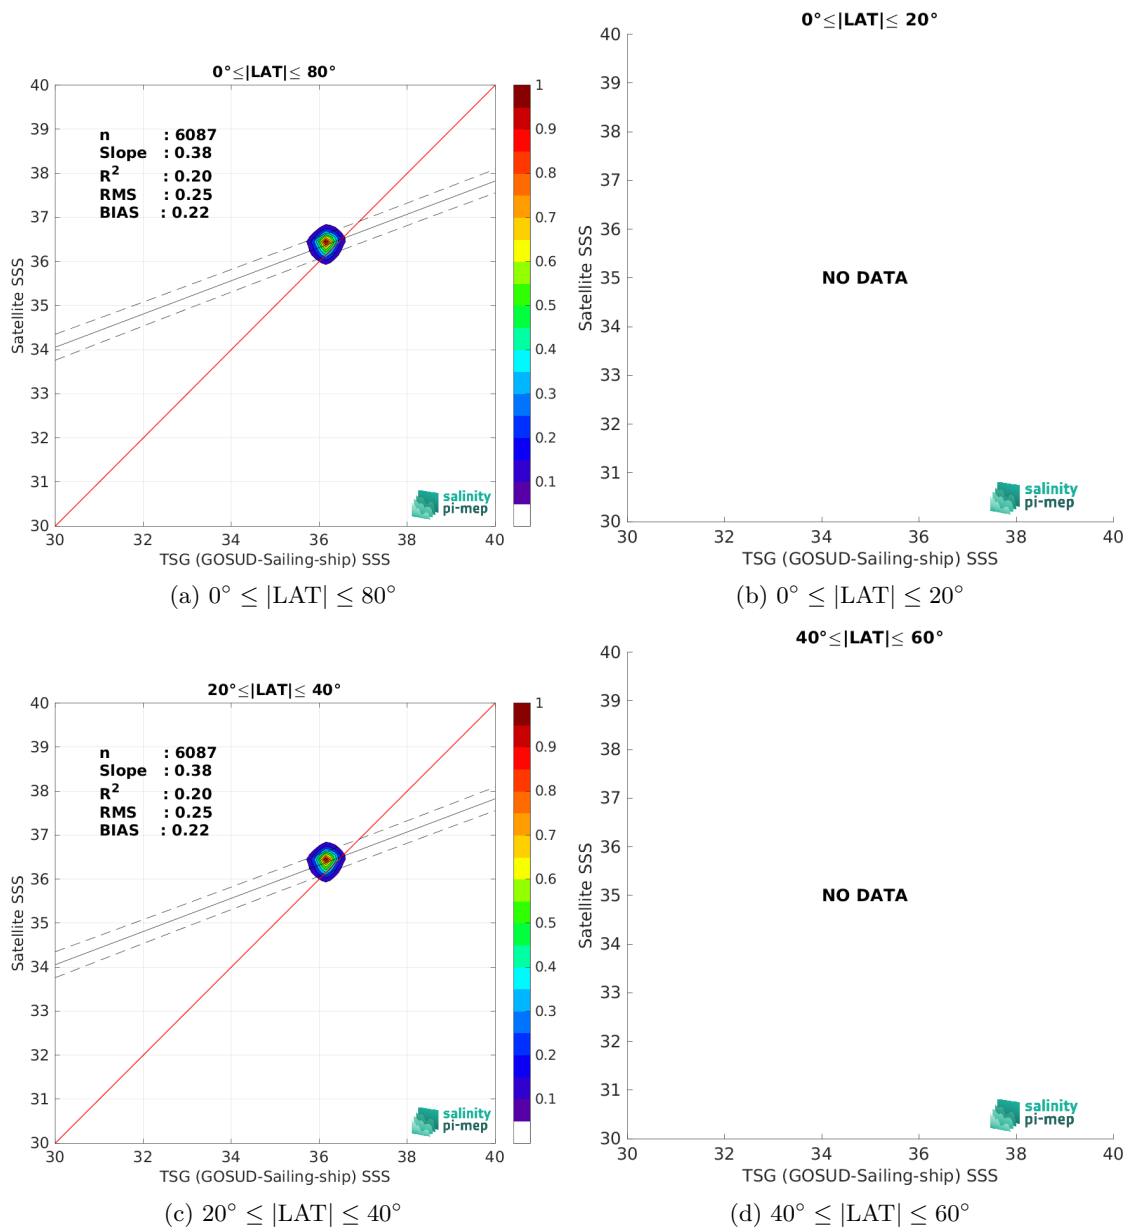 0°≤|LAT|≤ 80°
40
39
38
37
36
35
34
33
32
31
30
Satellite SSS
n : 6087
Slope : 0.38
R² : 0.20
RMS : 0.25
BIAS : 0.22
salinity
pi-mep
30 32 34 36 38 40
TSG (GOSUD-Sailing-ship) SSS
1
0.9
0.8
0.7
0.6
0.5
0.4
0.3
0.2
0.1
(a) 0° ≤ |LAT| ≤ 80°
0°≤|LAT|≤ 20°
40
39
38
37
36
35
34
33
32
31
30
Satellite SSS
NO DATA
salinity
pi-mep
30 32 34 36 38 40
TSG (GOSUD-Sailing-ship) SSS
(b) 0° ≤ |LAT| ≤ 20°
20°≤|LAT|≤ 40°
40
39
38
37
36
35
34
33
32
31
30
Satellite SSS
n : 6087
Slope : 0.38
R² : 0.20
RMS : 0.25
BIAS : 0.22
salinity
pi-mep
30 32 34 36 38 40
TSG (GOSUD-Sailing-ship) SSS
1
0.9
0.8
0.7
0.6
0.5
0.4
0.3
0.2
0.1
(c) 20° ≤ |LAT| ≤ 40°
40°≤|LAT|≤ 60°
40
39
38
37
36
35
34
33
32
31
30
Satellite SSS
NO DATA
salinity
pi-mep
30 32 34 36 38 40
TSG (GOSUD-Sailing-ship) SSS
(d) 40° ≤ |LAT| ≤ 60°